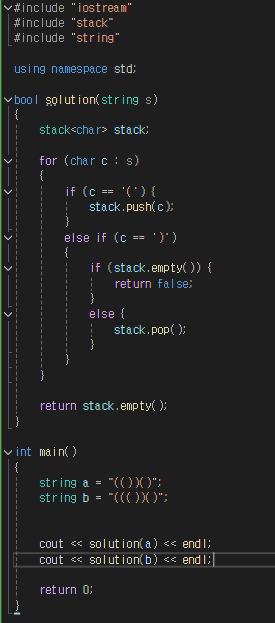 #include "iostream"
#include "stack"
#include "string"

using namespace std;

bool solution(string s)
{
    stack<char> stack;

    for (char c : s)
    {
        if (c == '(') {
            stack.push(c);
        }
        else if (c == ')')
        {
            if (stack.empty()) {
                return false;
            }
            else {
                stack.pop();
            }
        }
    }

    return stack.empty();
}

int main()
{
    string a = "(())()";
    string b = "((())()";


    cout << solution(a) << endl;
    cout << solution(b) << endl;

    return 0;
}